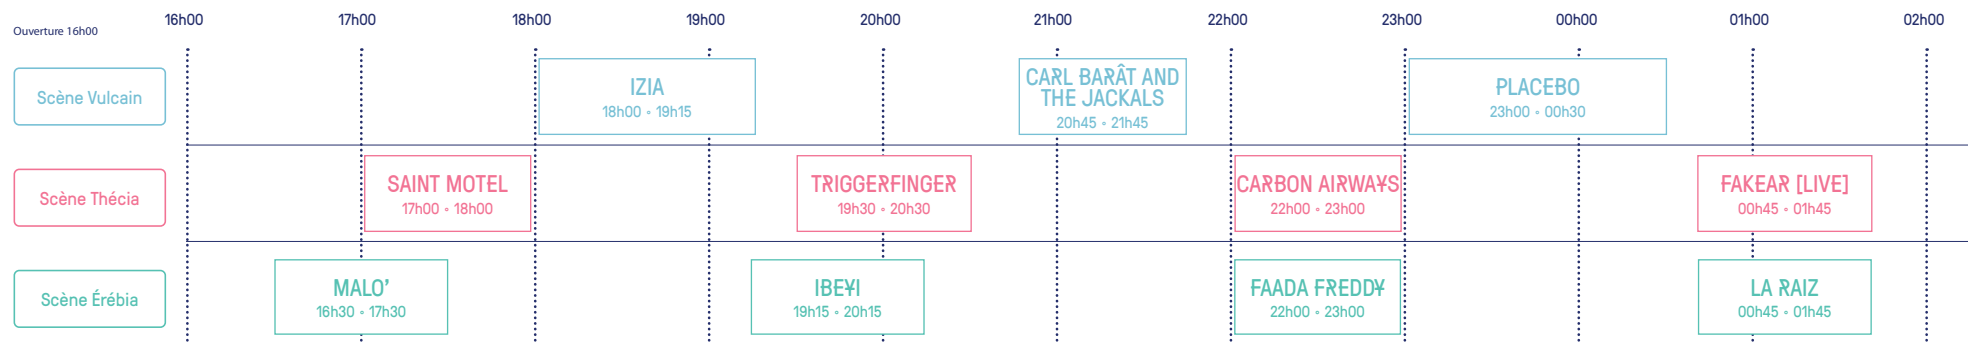 16h00 17h00 18h00 19h00 20h00 21h00 22h00 23h00 00h00 01h00 02h00
Ouverture 16h00
Scène Vulcain
IZIA
18h00 • 19h15
CARL BARÂT AND
THE JACKALS
20h45 • 21h45
PLACEBO
23h00 • 00h30
Scène Thécia
SAINT MOTEL
17h00 • 18h00
TRIGGERFINGER
19h30 • 20h30
CARBON AIRWAYS
22h00 • 23h00
FAKEAR [LIVE]
00h45 • 01h45
Scène Érébia
MALO’
16h30 • 17h30
IBEYI
19h15 • 20h15
FAADA FREDDY
22h00 • 23h00
LA RAIZ
00h45 • 01h45